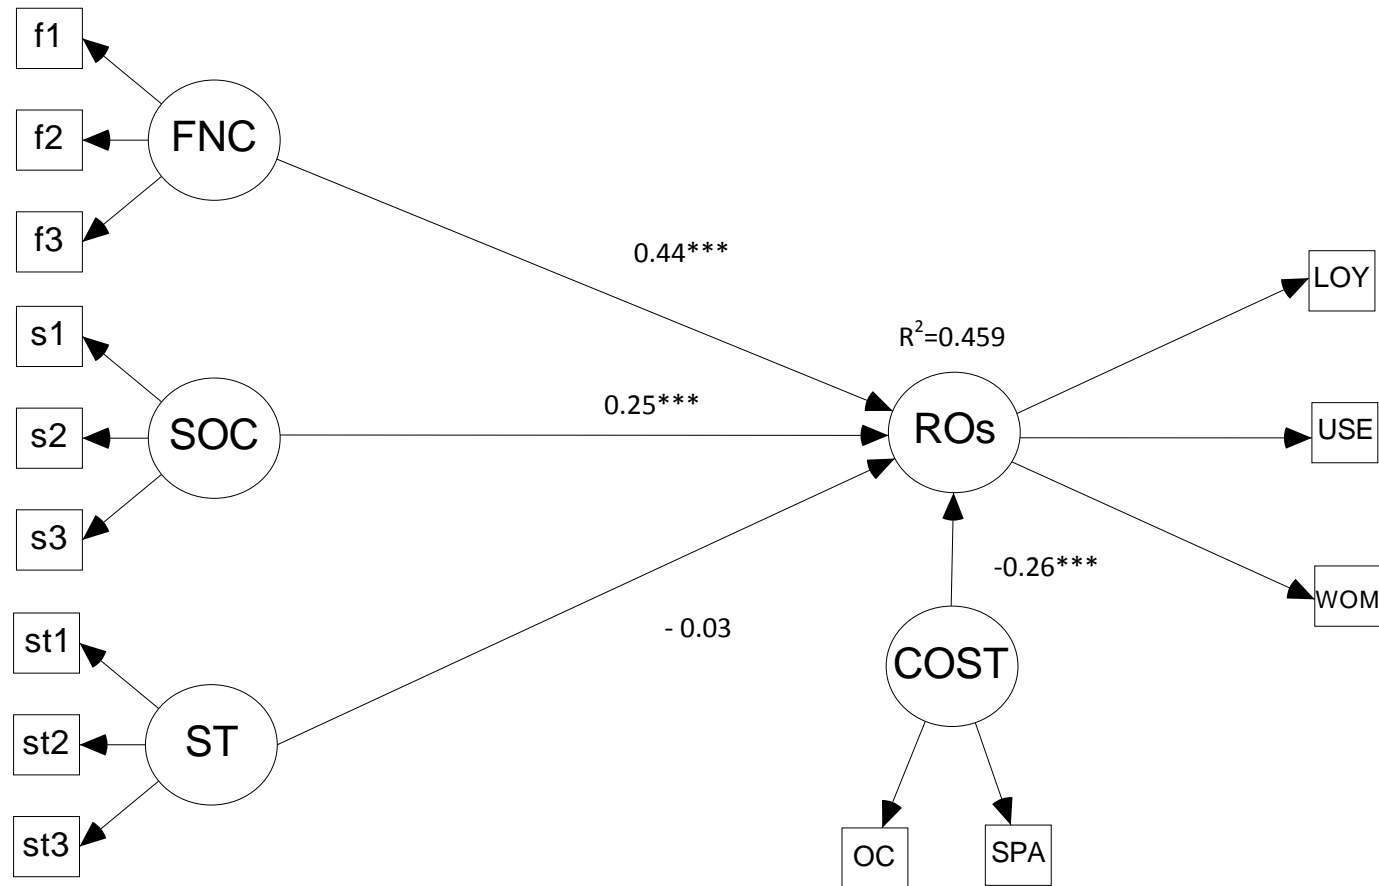 f1
f2
f3
FNC
0.44***
s1
s2
s3
SOC
0.25***
R²=0.459
ROs
LOY
USE
WOM
st1
st2
st3
ST
- 0.03
-0.26***
COST
OC
SPA